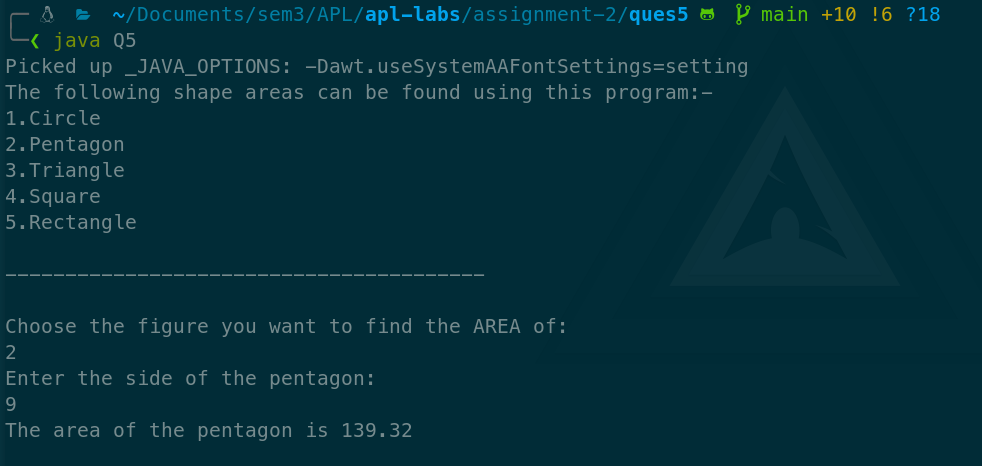 ~/Documents/sem3/APL/apl-labs/assignment-2/ques5 main +10 !6 ?18
java Q5
Picked up _JAVA_OPTIONS: -Dawt.useSystemAAFontSettings=setting
The following shape areas can be found using this program:-
1.Circle
2.Pentagon
3.Triangle
4.Square
5.Rectangle
----------------------------------------
Choose the figure you want to find the AREA of:
2
Enter the side of the pentagon:
9
The area of the pentagon is 139.32